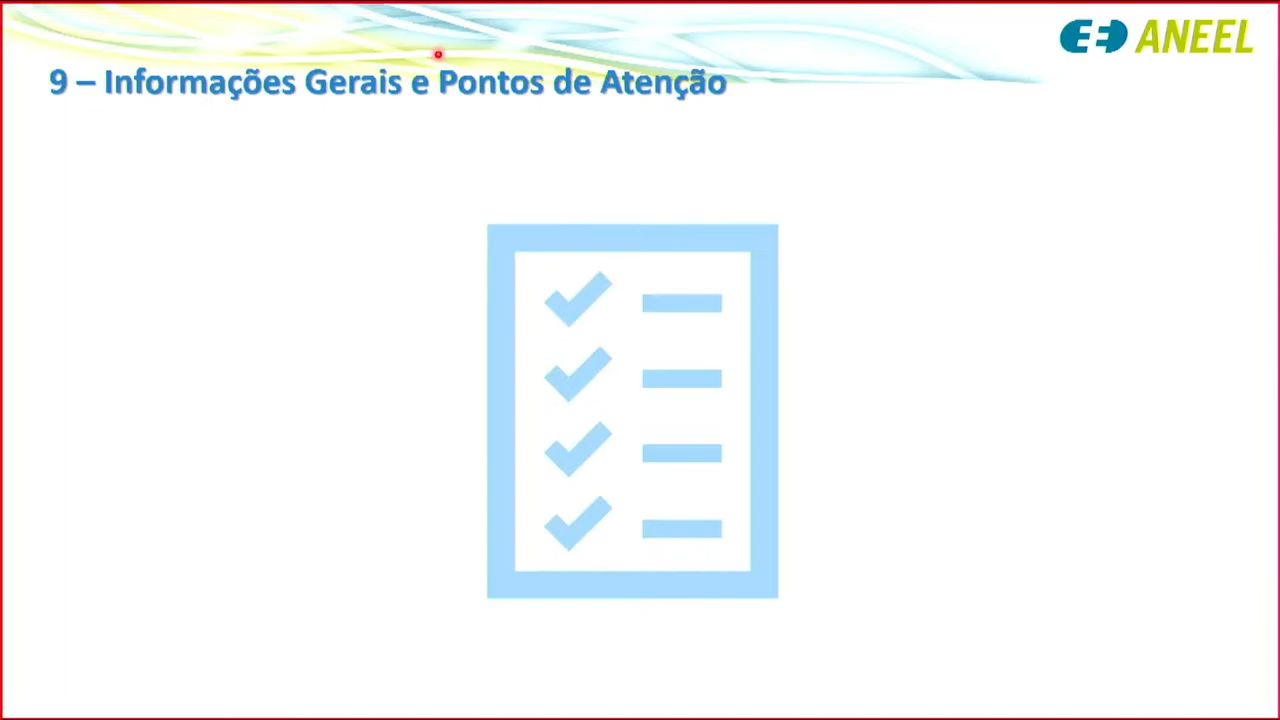 ANEEL
9 – Informações Gerais e Pontos de Atenção